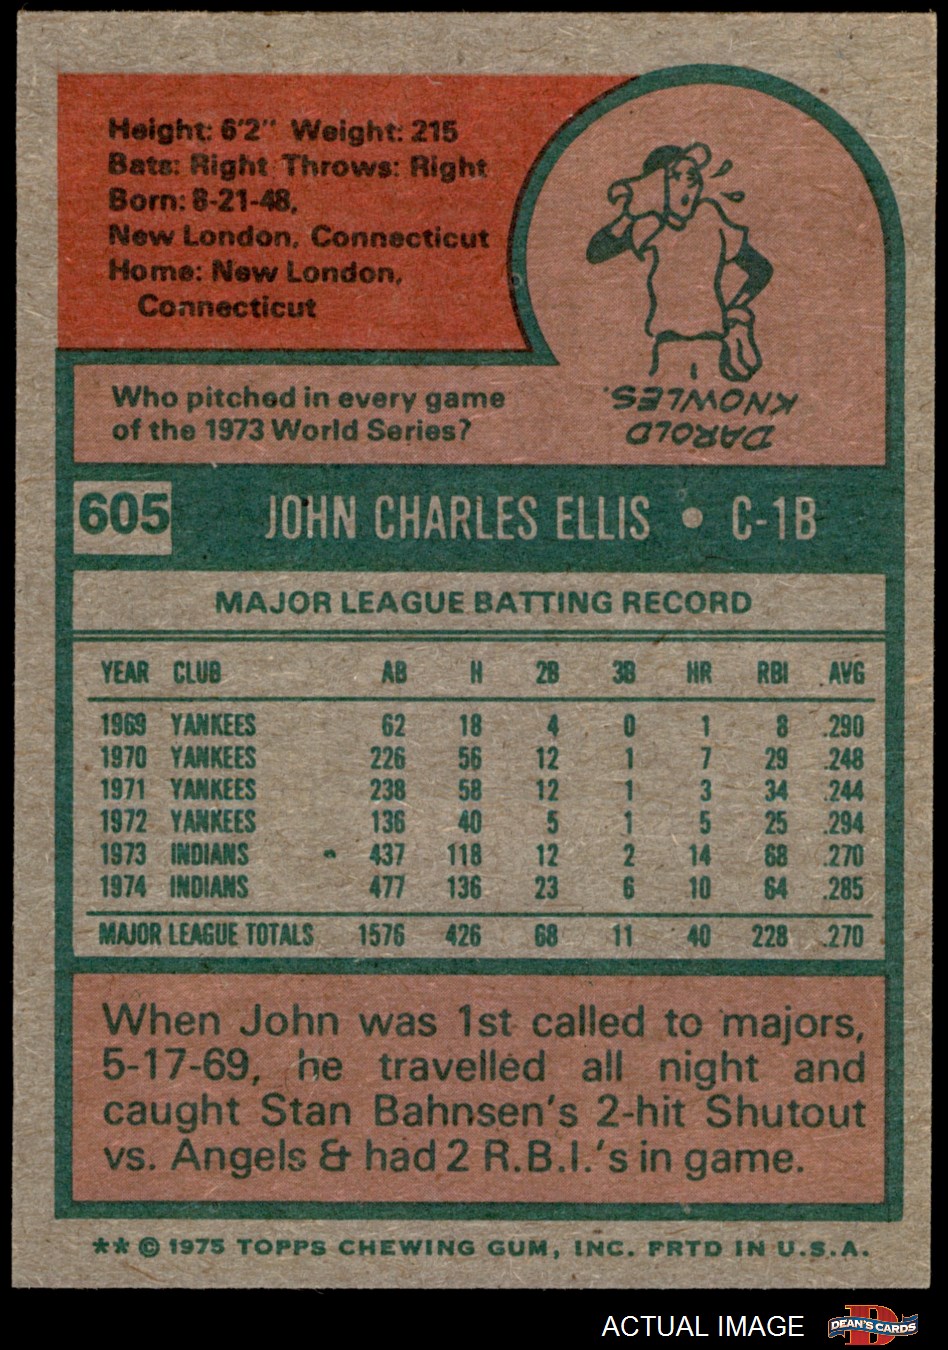 Height: 6'2" Weight: 215
Bats: Right Throws: Right
Born: 8-21-48,
New London, Connecticut
Home: New London,
Connecticut
Who pitched in every game
of the 1973 World Series?
DAROLD
KNOWLES.
605 JOHN CHARLES ELLIS • C-1B
MAJOR LEAGUE BATTING RECORD
YEAR CLUB AB H 2B 3B HR RBI AVG
1969 YANKEES 62 18 4 0 1 8 .290
1970 YANKEES 226 56 12 1 7 29 .248
1971 YANKEES 238 58 12 1 3 34 .244
1972 YANKEES 136 40 5 1 5 25 .294
1973 INDIANS 437 118 12 2 14 68 .270
1974 INDIANS 477 136 23 6 10 64 .285
MAJOR LEAGUE TOTALS 1576 426 68 11 40 228 .270
When John was 1st called to majors,
5-17-69, he travelled all night and
caught Stan Bahnsen's 2-hit Shutout
vs. Angels & had 2 R.B.I.'s in game.
** © 1975 TOPPS CHEWING GUM, INC. PRTD IN U.S.A.
ACTUAL IMAGE
DEAN'S CARDS